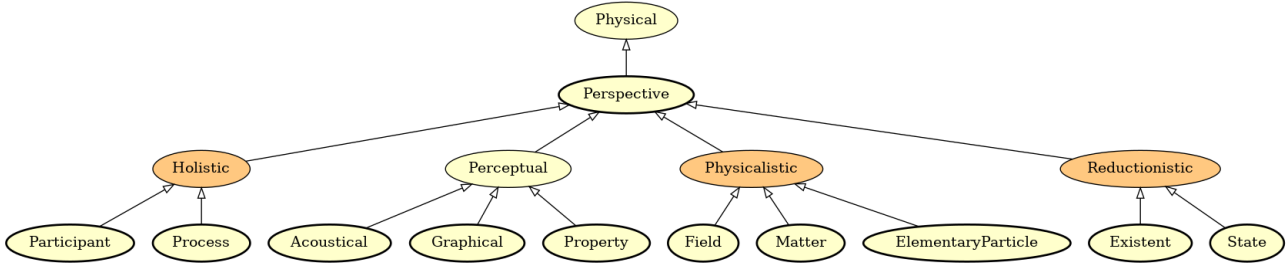 Physical
Perspective
Holistic Perceptual Physicalistic Reductionistic
Participant Process Acoustical Graphical Property Field Matter ElementaryParticle Existent State